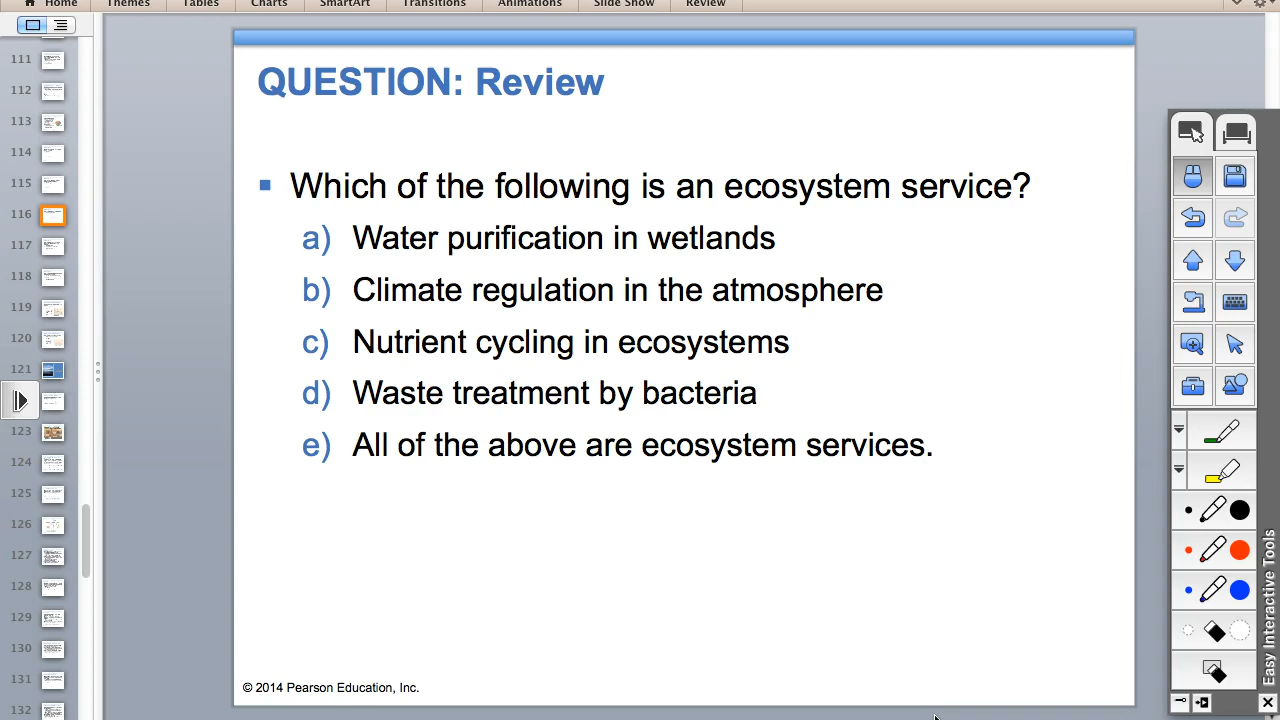 Home Themes Tables Charts SmartArt Transitions Animations Slide Show Review
111
112
113
114
115
116
117
118
119
120
121
123
124
125
126
127
128
129
130
131
132
QUESTION: Review
Which of the following is an ecosystem service?
a) Water purification in wetlands
b) Climate regulation in the atmosphere
c) Nutrient cycling in ecosystems
d) Waste treatment by bacteria
e) All of the above are ecosystem services.
© 2014 Pearson Education, Inc.
Easy Interactive Tools